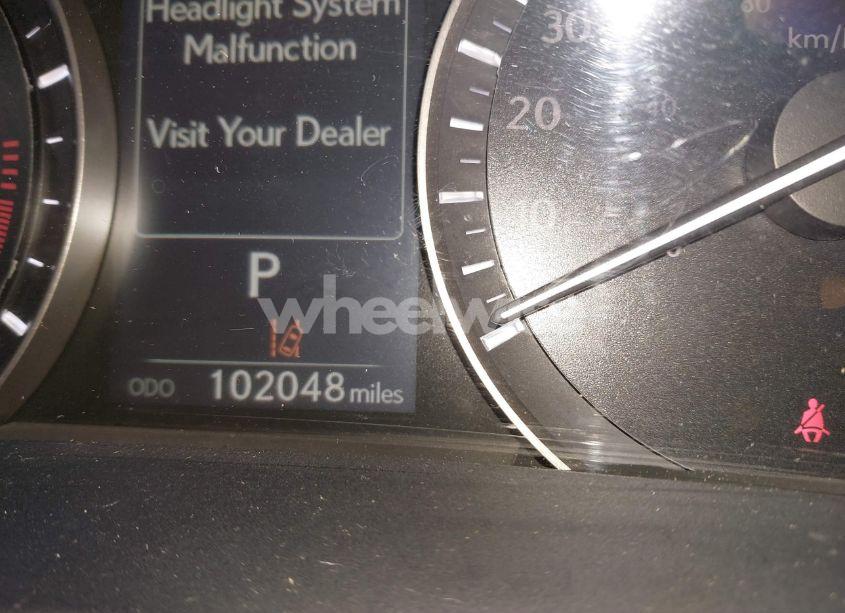 Headlight System
Malfunction
Visit Your Dealer
P
ODO 102048 miles
30
20
km/h